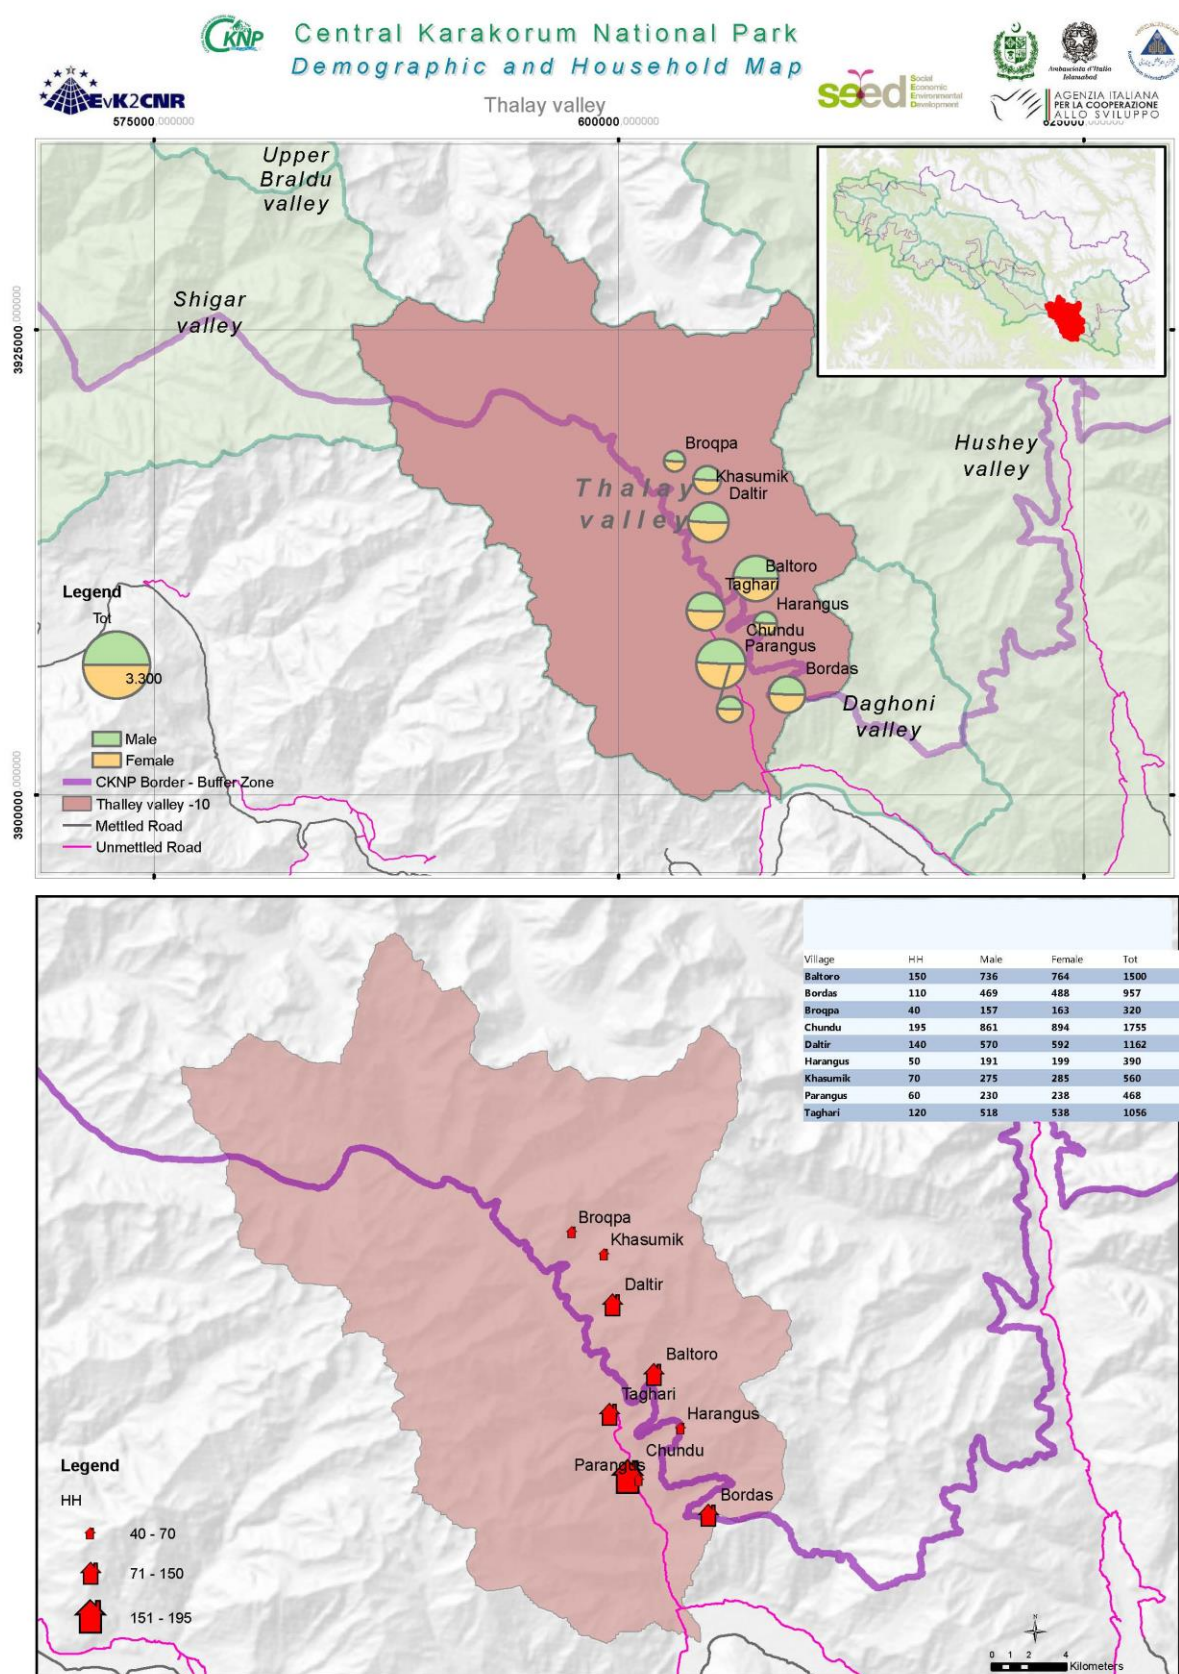 CKNP
Central Karakorum National Park
Demographic and Household Map
Thalay valley
EvK2CNR
seed
Social
Economic
Environmental
Development
Ambasciata d'Italia
Islamabad
AGENZIA ITALIANA
PER LA COOPERAZIONE
ALLO SVILUPPO
575000,000000
600000,000000
625000,000000
3925000,000000
3900000,000000
Upper
Braldu
valley
Shigar
valley
Hushey
valley
Thalay
valley
Daghoni
valley
Broqpa
Khasumik
Daltir
Baltoro
Taghari
Harangus
Chundu
Parangus
Bordas
Legend
Tot
3.300
Male
Female
CKNP Border - Buffer Zone
Thalley valley -10
Mettled Road
Unmettled Road
Village HH Male Female Tot
Baltoro 150 736 764 1500
Bordas 110 469 488 957
Broqpa 40 157 163 320
Chundu 195 861 894 1755
Daltir 140 570 592 1162
Harangus 50 191 199 390
Khasumik 70 275 285 560
Parangus 60 230 238 468
Taghari 120 518 538 1056
Broqpa
Khasumik
Daltir
Baltoro
Taghari
Harangus
Chundu
Parangus
Bordas
Legend
HH
40 - 70
71 - 150
151 - 195
N
0 1 2 4
Kilometers